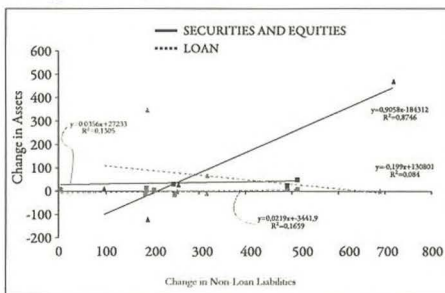 SECURITIES AND EQUITIES
LOAN
Change in Assets
600
500
400
300
200
100
0
-100
-200
y=0,0356x+27233
R²=0,1505
y=0,9058x-184312
R²=0,8746
-0,199x+130801
R²=0,084
y=0,0219x+-3441,9
R²=0,1659
0 100 200 300 400 500 600 700 800
Change in Non Loan Liabilities